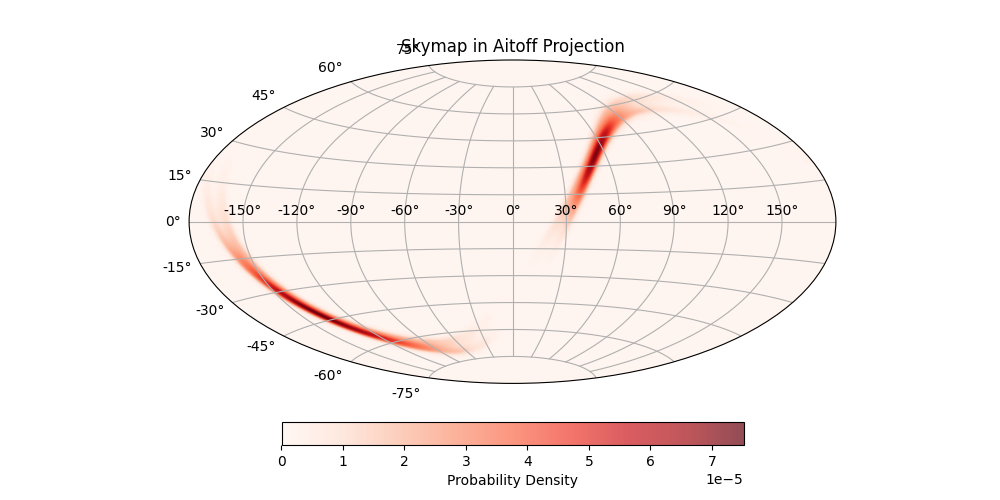 Skymap in Aitoff Projection
75°
60°
45°
30°
15°
-150° -120° -90° -60° -30° 0° 30° 60° 90° 120° 150°
0°
-15°
-30°
-45°
-60°
-75°
0 1 2 3 4 5 6 7
1e−5
Probability Density